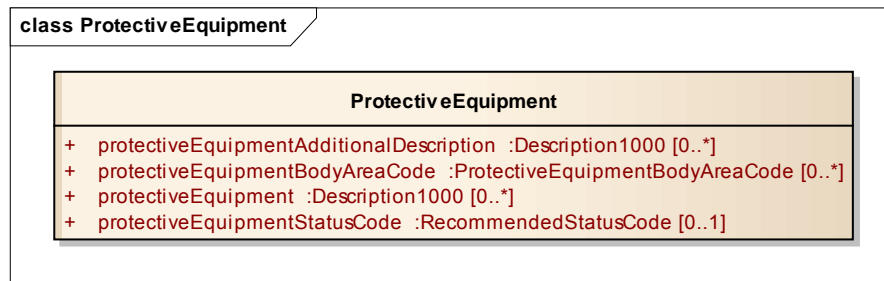 class ProtectiveEquipment
ProtectiveEquipment
+ protectiveEquipmentAdditionalDescription :Description1000 [0..*]
+ protectiveEquipmentBodyAreaCode :ProtectiveEquipmentBodyAreaCode [0..*]
+ protectiveEquipment :Description1000 [0..*]
+ protectiveEquipmentStatusCode :RecommendedStatusCode [0..1]